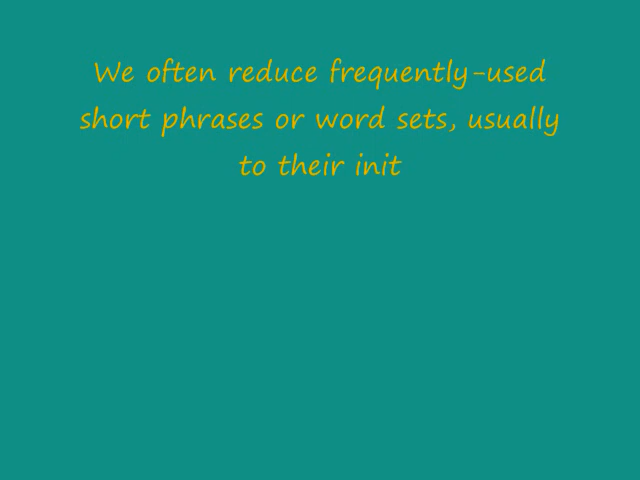 We often reduce frequently-used
short phrases or word sets, usually
to their init